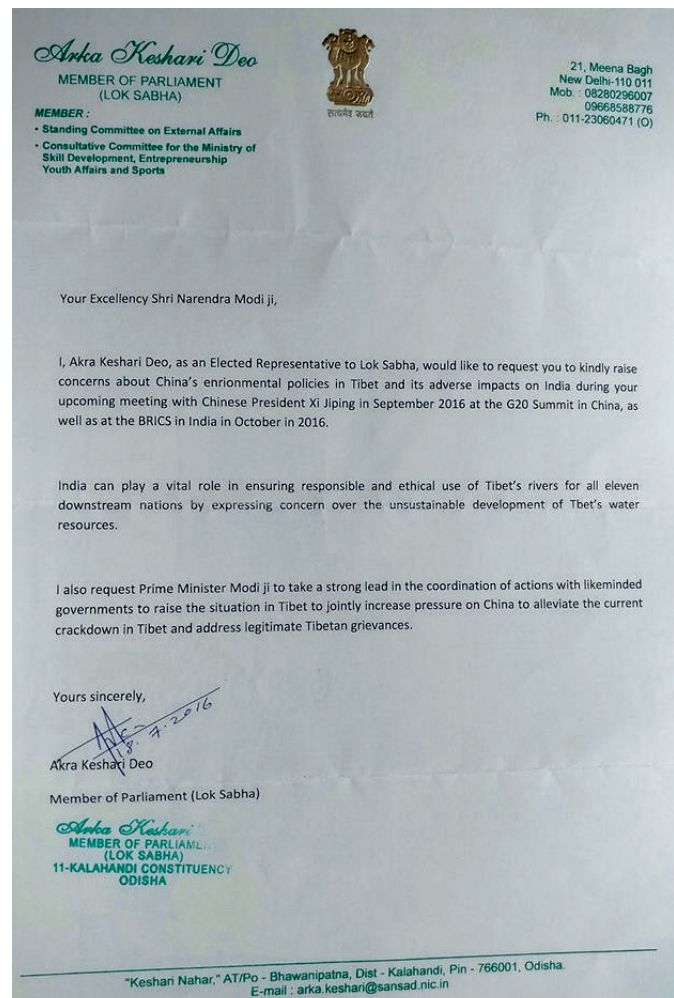 Arka Keshari Deo
MEMBER OF PARLIAMENT
(LOK SABHA)
MEMBER :
• Standing Committee on External Affairs
• Consultative Committee for the Ministry of
Skill Development, Entrepreneurship
Youth Affairs and Sports
सत्यमेव जयते
21, Meena Bagh
New Delhi-110 011
Mob. : 08280296007
09668588776
Ph. : 011-23060471 (O)
Your Excellency Shri Narendra Modi ji,
I, Akra Keshari Deo, as an Elected Representative to Lok Sabha, would like to request you to kindly raise
concerns about China's enrionmental policies in Tibet and its adverse impacts on India during your
upcoming meeting with Chinese President Xi Jiping in September 2016 at the G20 Summit in China, as
well as at the BRICS in India in October in 2016.
India can play a vital role in ensuring responsible and ethical use of Tibet's rivers for all eleven
downstream nations by expressing concern over the unsustainable development of Tbet's water
resources.
I also request Prime Minister Modi ji to take a strong lead in the coordination of actions with likeminded
governments to raise the situation in Tibet to jointly increase pressure on China to alleviate the current
crackdown in Tibet and address legitimate Tibetan grievances.
Yours sincerely,
18.7.2016
Akra Keshari Deo
Member of Parliament (Lok Sabha)
Arka Keshari
MEMBER OF PARLIAME
(LOK SABHA)
11-KALAHANDI CONSTITUENCY
ODISHA
"Keshari Nahar," AT/Po - Bhawanipatna, Dist - Kalahandi, Pin - 766001, Odisha.
E-mail : arka.keshari@sansad.nic.in